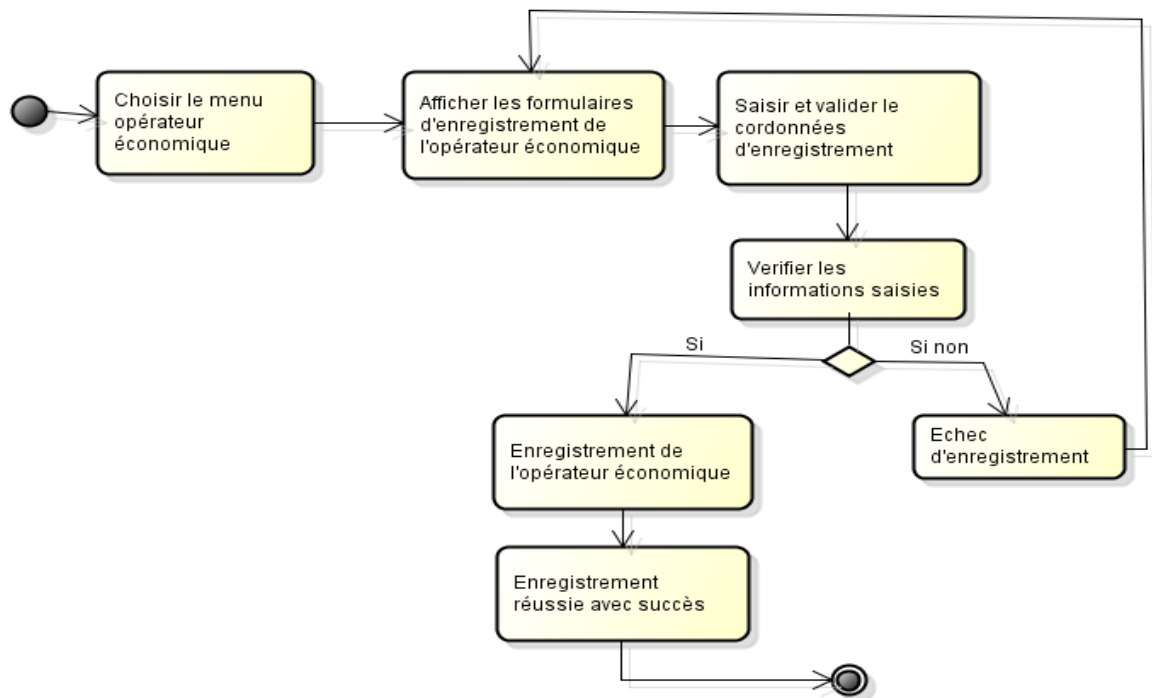 Choisir le menu
opérateur
économique
Afficher les formulaires
d'enregistrement de
l'opérateur économique
Saisir et valider le
cordonnées
d'enregistrement
Verifier les
informations saisies
Si
Si non
Enregistrement de
l'opérateur économique
Echec
d'enregistrement
Enregistrement
réussie avec succès